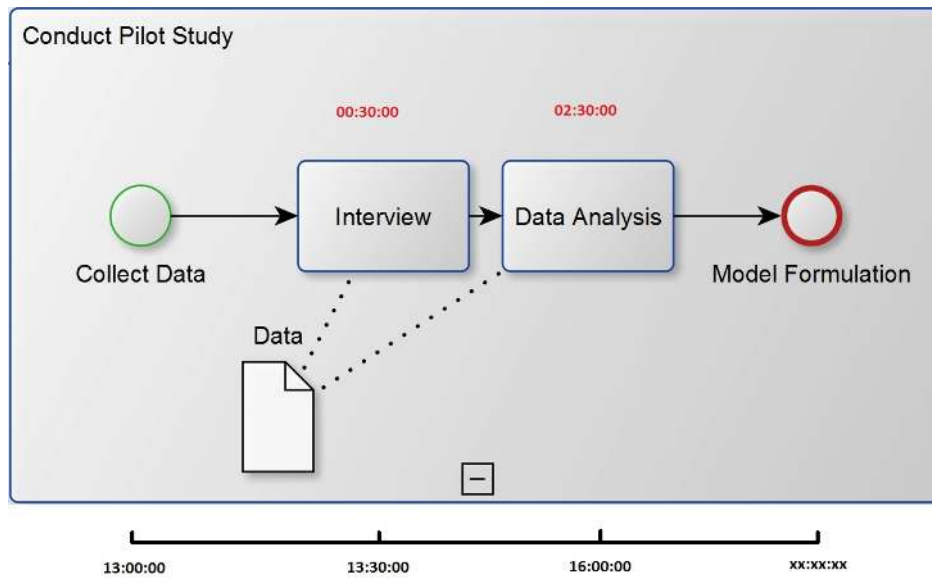 Conduct Pilot Study
00:30:00
02:30:00
Interview
Data Analysis
Collect Data
Model Formulation
Data
13:00:00
13:30:00
16:00:00
xx:xx:xx